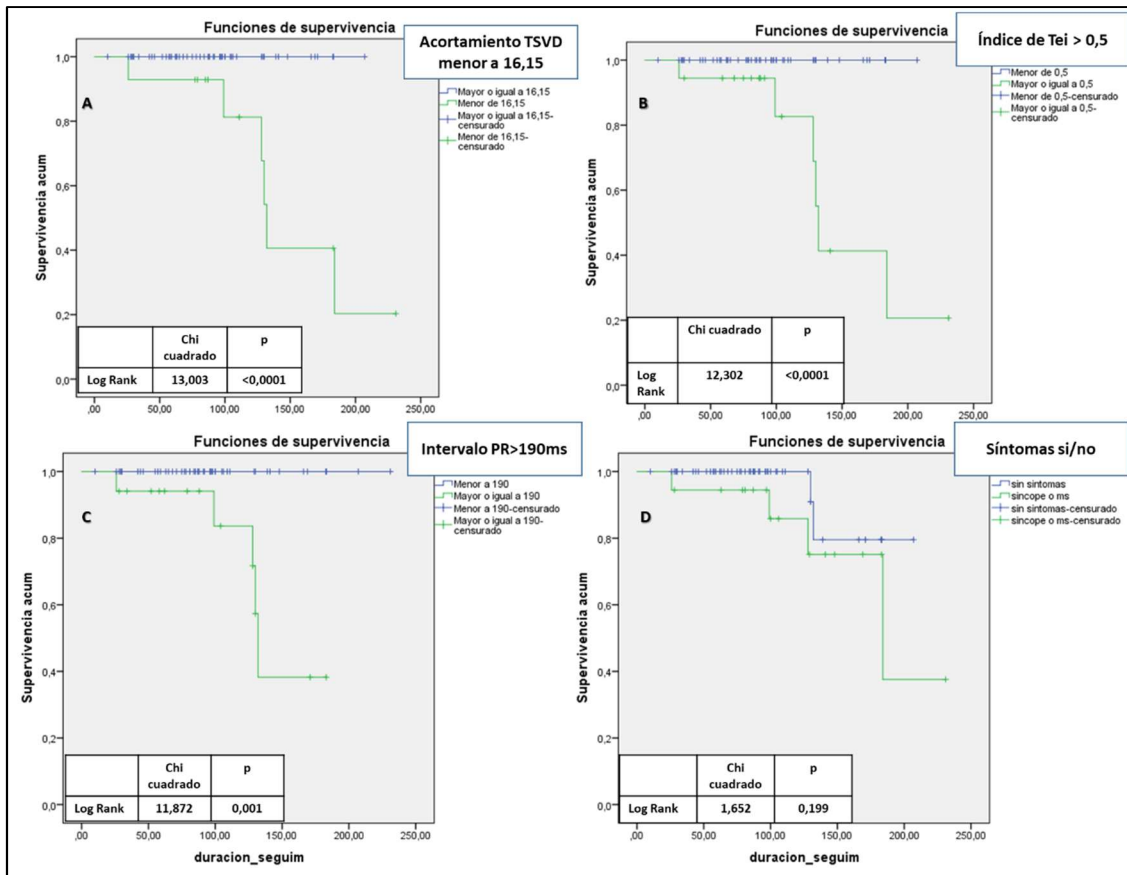 Funciones de supervivencia
Acortamiento TSVD
menor a 16,15
Mayor o igual a 16,15
Menor de 16,15
Mayor o igual a 16,15-
censurado
Menor de 16,15-
censurado
A
Supervivencia acum
1,0
0,8
0,6
0,4
0,2
0,0
Chi
cuadrado
p
Log Rank
13,003
<0,0001
,00
50,00
100,00
150,00
200,00
250,00
Funciones de supervivencia
Índice de Tei > 0,5
Menor de 0,5
Mayor o igual a 0,5
Menor de 0,5-censurado
Mayor o igual a 0,5-
censurado
B
Supervivencia acum
1,0
0,8
0,6
0,4
0,2
0,0
Chi cuadrado
p
Log
Rank
12,302
<0,0001
,00
50,00
100,00
150,00
200,00
250,00
Funciones de supervivencia
Intervalo PR>190ms
Menor a 190
Mayor o igual a 190
Menor a 190-censurado
Mayor o igual a 190-
censurado
C
Supervivencia acum
1,0
0,8
0,6
0,4
0,2
0,0
Chi
cuadrado
p
Log Rank
11,872
0,001
,00
50,00
100,00
150,00
200,00
250,00
duracion_seguim
Funciones de supervivencia
Síntomas si/no
sin sintomas
sincope o ms
sin sintomas-censurado
sincope o ms-censurado
D
Supervivencia acum
1,0
0,8
0,6
0,4
0,2
0,0
Chi
cuadrado
p
Log Rank
1,652
0,199
,00
50,00
100,00
150,00
200,00
250,00
duracion_seguim